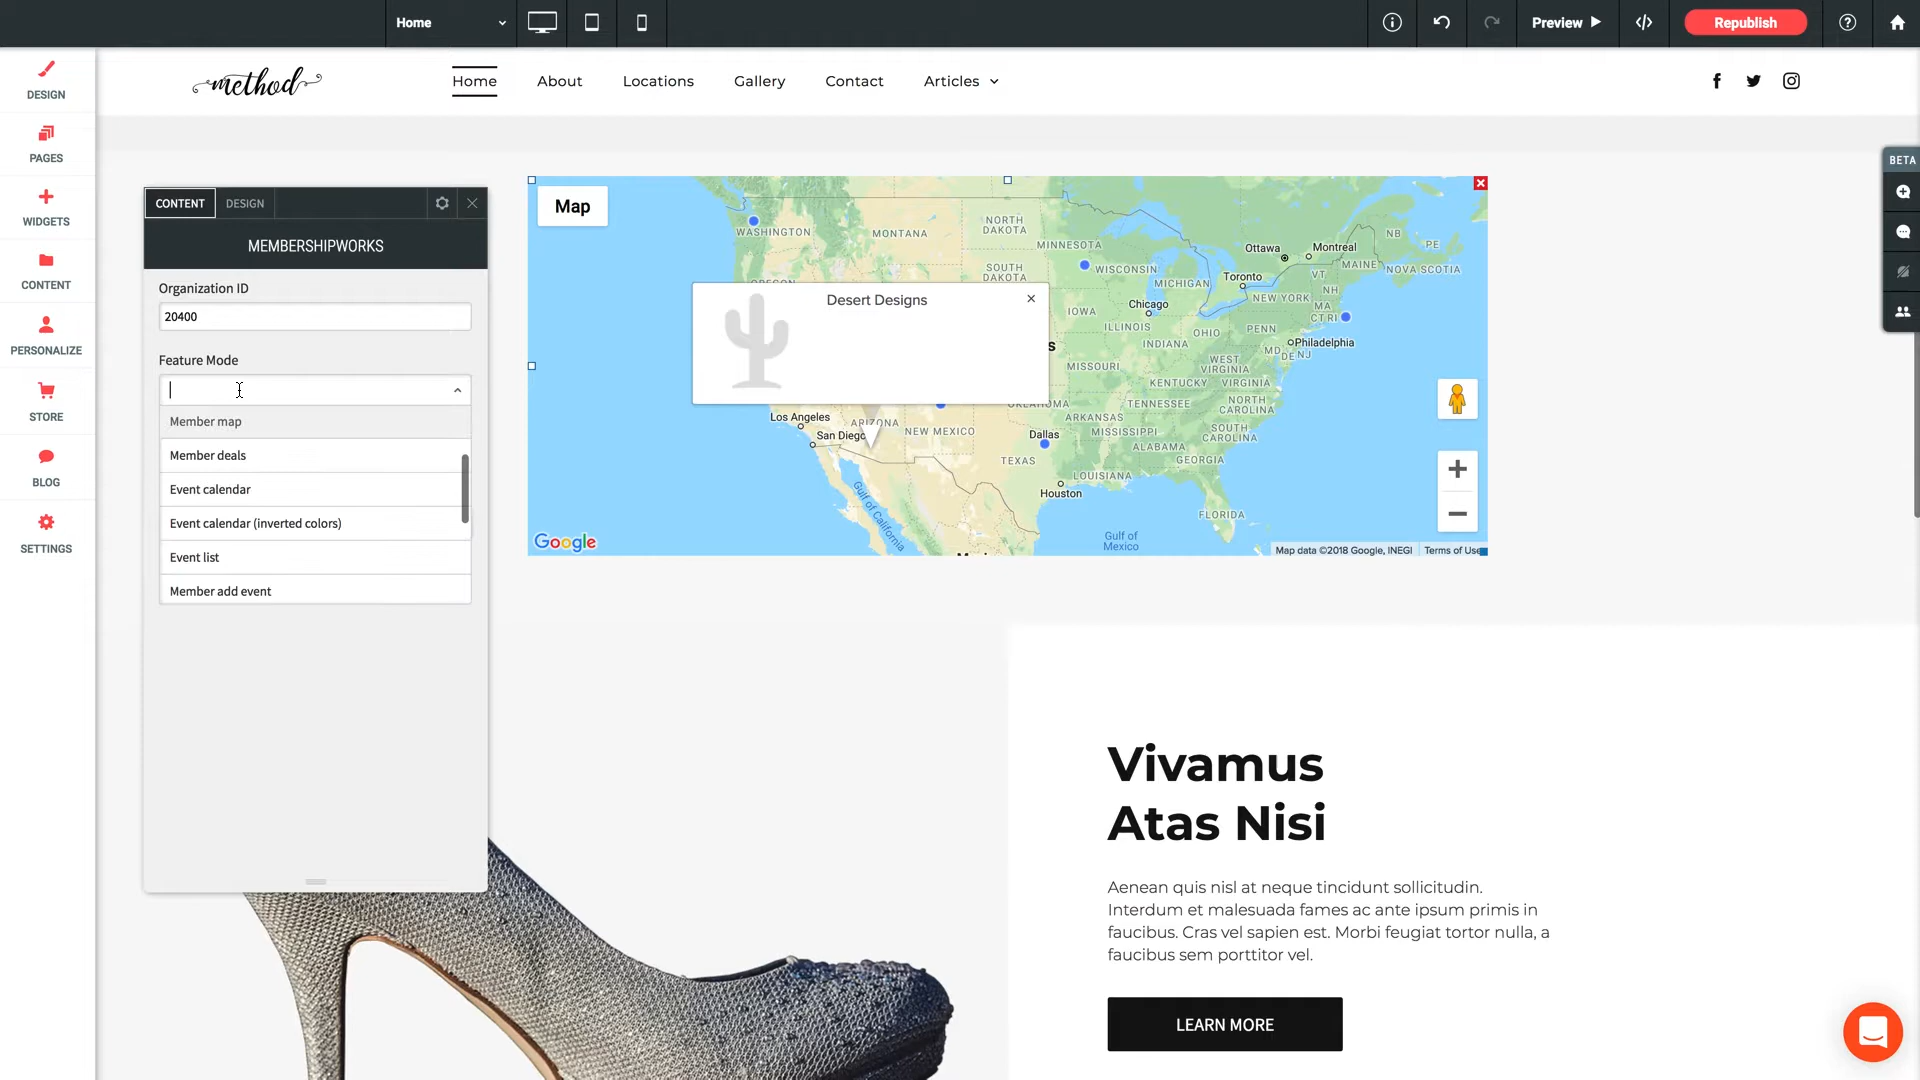 Home
Preview
Republish
DESIGN
PAGES
WIDGETS
CONTENT
PERSONALIZE
STORE
BLOG
SETTINGS
method
Home
About
Locations
Gallery
Contact
Articles
BETA
CONTENT
DESIGN
MEMBERSHIPWORKS
Organization ID
20400
Feature Mode
Member map
Member deals
Event calendar
Event calendar (inverted colors)
Event list
Member add event
Map
WASHINGTON
MONTANA
NORTH
DAKOTA
MINNESOTA
SOUTH
DAKOTA
WISCONSIN
MICHIGAN
Ottawa
Montreal
Toronto
NB
PE
MAINE
NOVA SCOTIA
VT
NH
NEW YORK
MA
CT RI
Chicago
IOWA
ILLINOIS
INDIANA
OHIO
PENN
Philadelphia
MD
DE
NJ
WEST
VIRGINIA
VIRGINIA
MISSOURI
KENTUCKY
OKLAHOMA
TENNESSEE
NORTH
CAROLINA
ARKANSAS
SOUTH
CAROLINA
MISSISSIPPI
ALABAMA
GEORGIA
Desert Designs
Los Angeles
San Diego
ARIZONA
NEW MEXICO
Dallas
TEXAS
LOUISIANA
Houston
FLORIDA
Gulf of California
Gulf of
Mexico
Google
Map data ©2018 Google, INEGI
Terms of Use
Vivamus
Atas Nisi
Aenean quis nisl at neque tincidunt sollicitudin.
Interdum et malesuada fames ac ante ipsum primis in
faucibus. Cras vel sapien est. Morbi feugiat tortor nulla, a
faucibus sem porttitor vel.
LEARN MORE